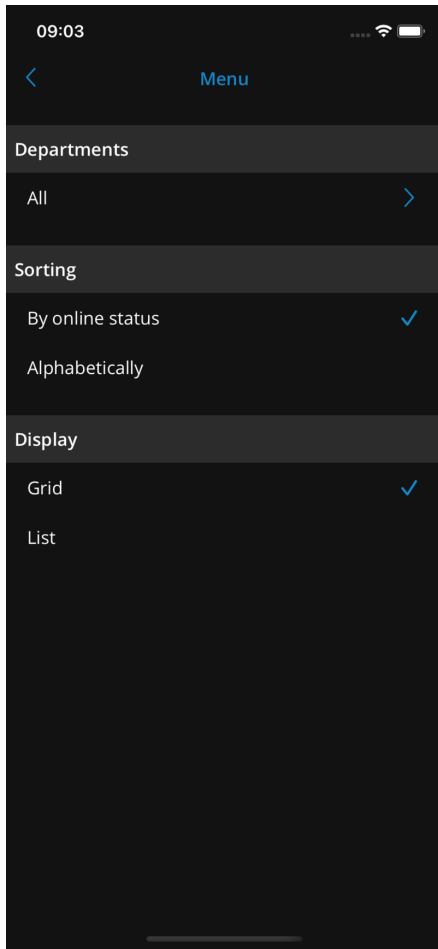 09:03
Menu
Departments
All
Sorting
By online status
Alphabetically
Display
Grid
List